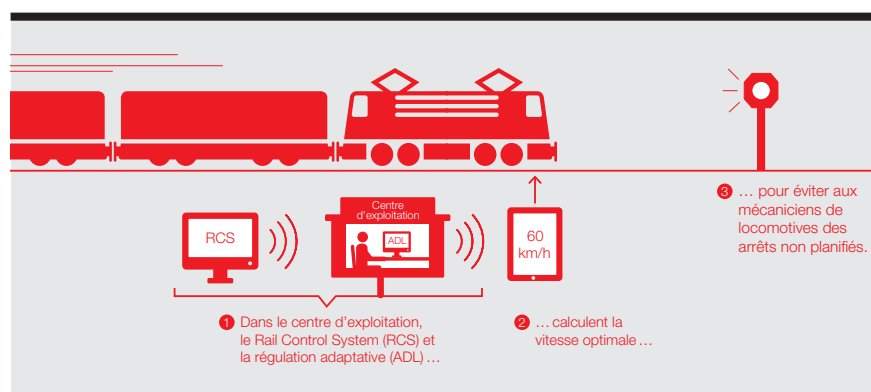 Centre
d’exploitation
RCS
ADL
60
km/h
3 … pour éviter aux
mécaniciens de
locomotives des
arrêts non planifiés.
1 Dans le centre d’exploitation,
le Rail Control System (RCS) et
la régulation adaptative (ADL) …
2 … calculent la
vitesse optimale …